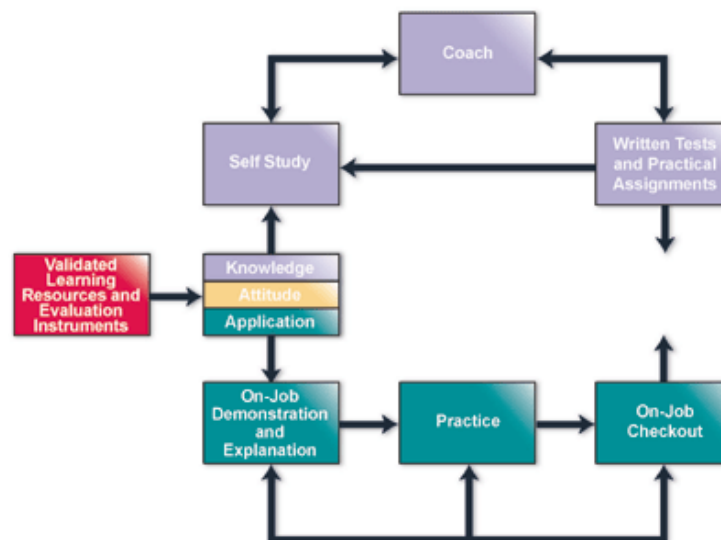 Coach
Self Study
Written Tests
and Practical
Assignments
Validated
Learning
Resources and
Evaluation
Instruments
Knowledge
Attitude
Application
On-Job
Demonstration
and
Explanation
Practice
On-Job
Checkout